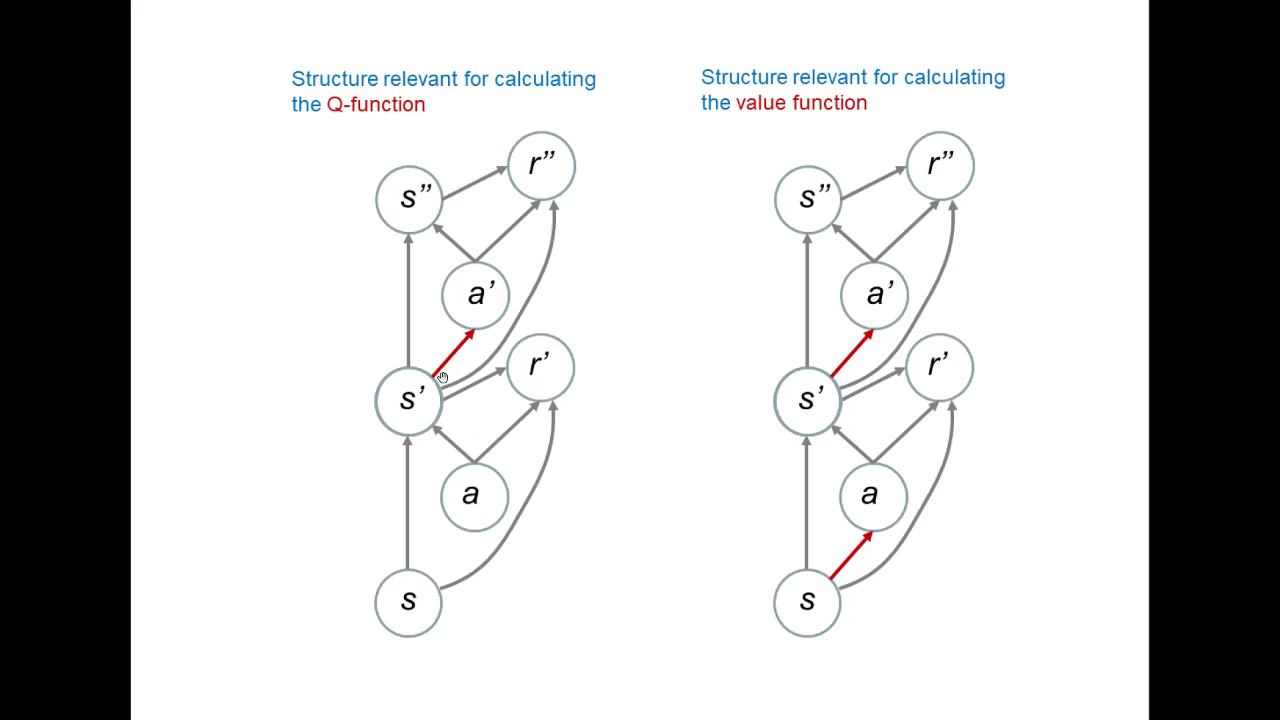 Structure relevant for calculating
the Q-function
r”
s”
a’
r’
s’
a
s
Structure relevant for calculating
the value function
r”
s”
a’
r’
s’
a
s